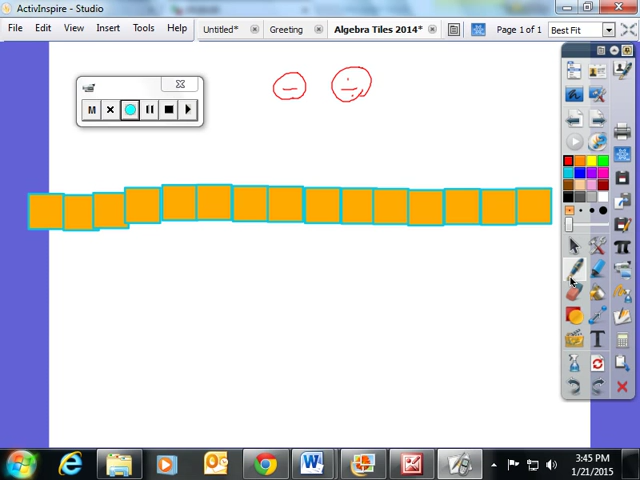 ActivInspire - Studio
File Edit View Insert Tools Help Untitled* Greeting Algebra Tiles 2014* Page 1 of 1 Best Fit
M
T
3:45 PM
1/21/2015